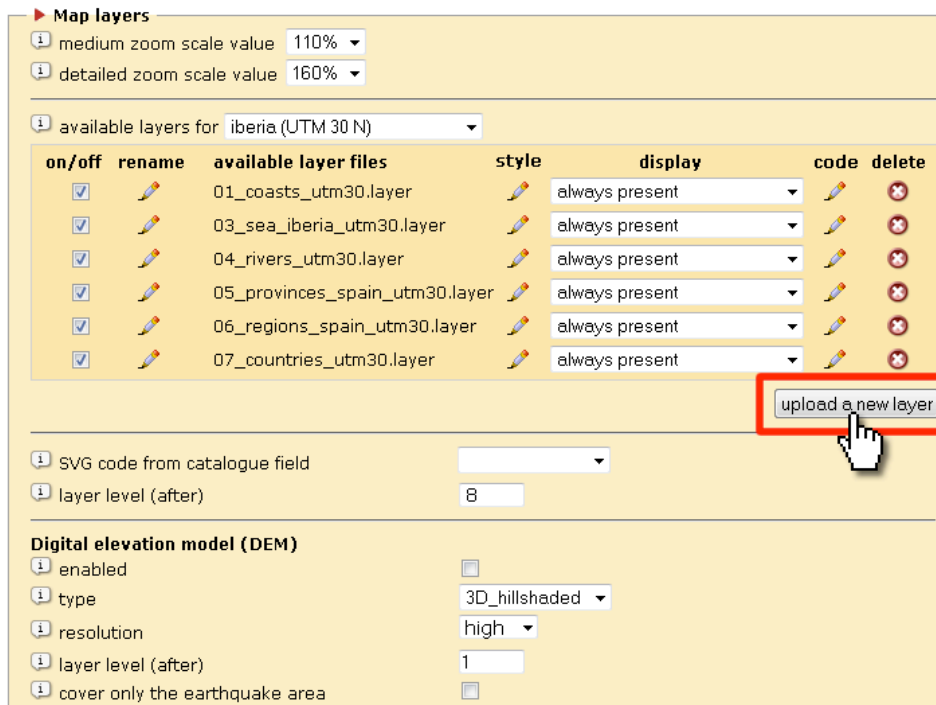 Map layers
medium zoom scale value 110%
detailed zoom scale value 160%
available layers for iberia (UTM 30 N)
on/off rename available layer files style display code delete
01_coasts_utm30.layer always present
03_sea_iberia_utm30.layer always present
04_rivers_utm30.layer always present
05_provinces_spain_utm30.layer always present
06_regions_spain_utm30.layer always present
07_countries_utm30.layer always present
upload a new layer
SVG code from catalogue field
layer level (after) 8
Digital elevation model (DEM)
enabled
type 3D_hillshaded
resolution high
layer level (after) 1
cover only the earthquake area